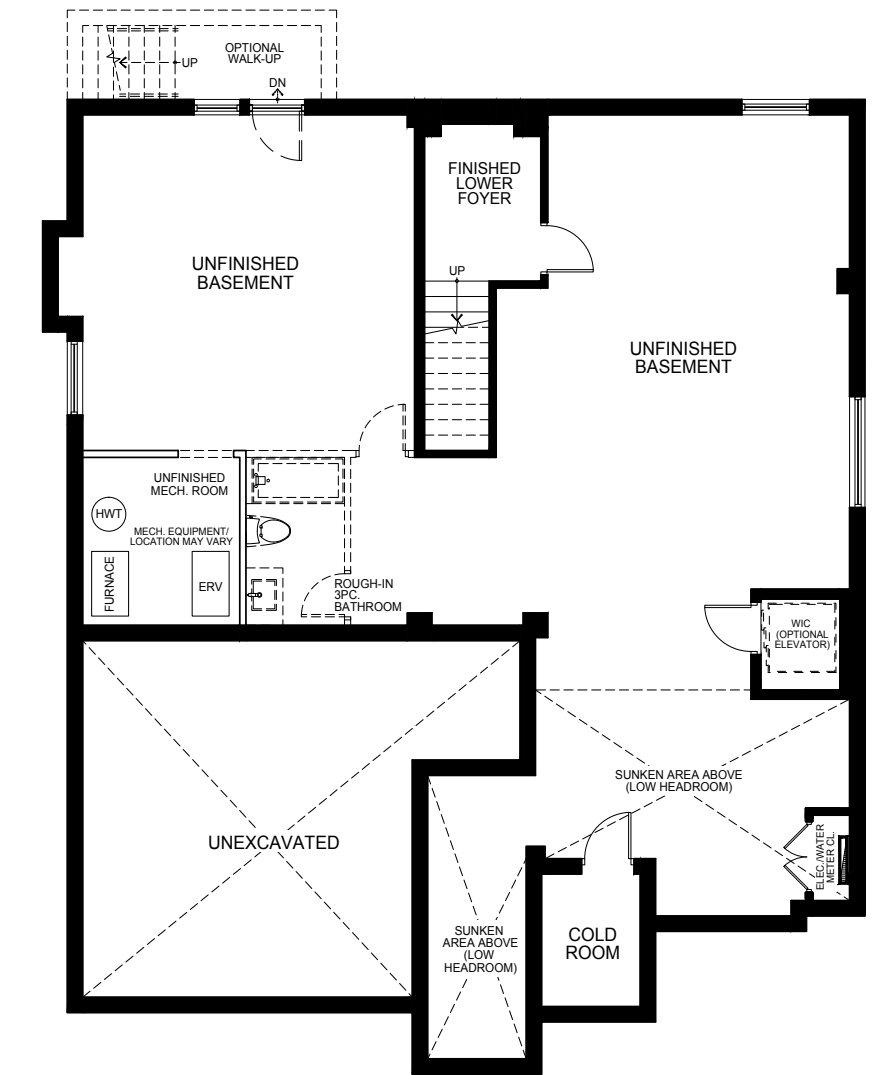 OPTIONAL
WALK-UP
UP
DN
FINISHED
LOWER
FOYER
UNFINISHED
BASEMENT
UP
UNFINISHED
BASEMENT
UNFINISHED
MECH. ROOM
HWT
MECH. EQUIPMENT/
LOCATION MAY VARY
FURNACE
ERV
ROUGH-IN
3PC.
BATHROOM
WIC
(OPTIONAL
ELEVATOR)
SUNKEN AREA ABOVE
(LOW HEADROOM)
UNEXCAVATED
ELEC./WATER
METER CL.
SUNKEN
AREA ABOVE
(LOW
HEADROOM)
COLD
ROOM